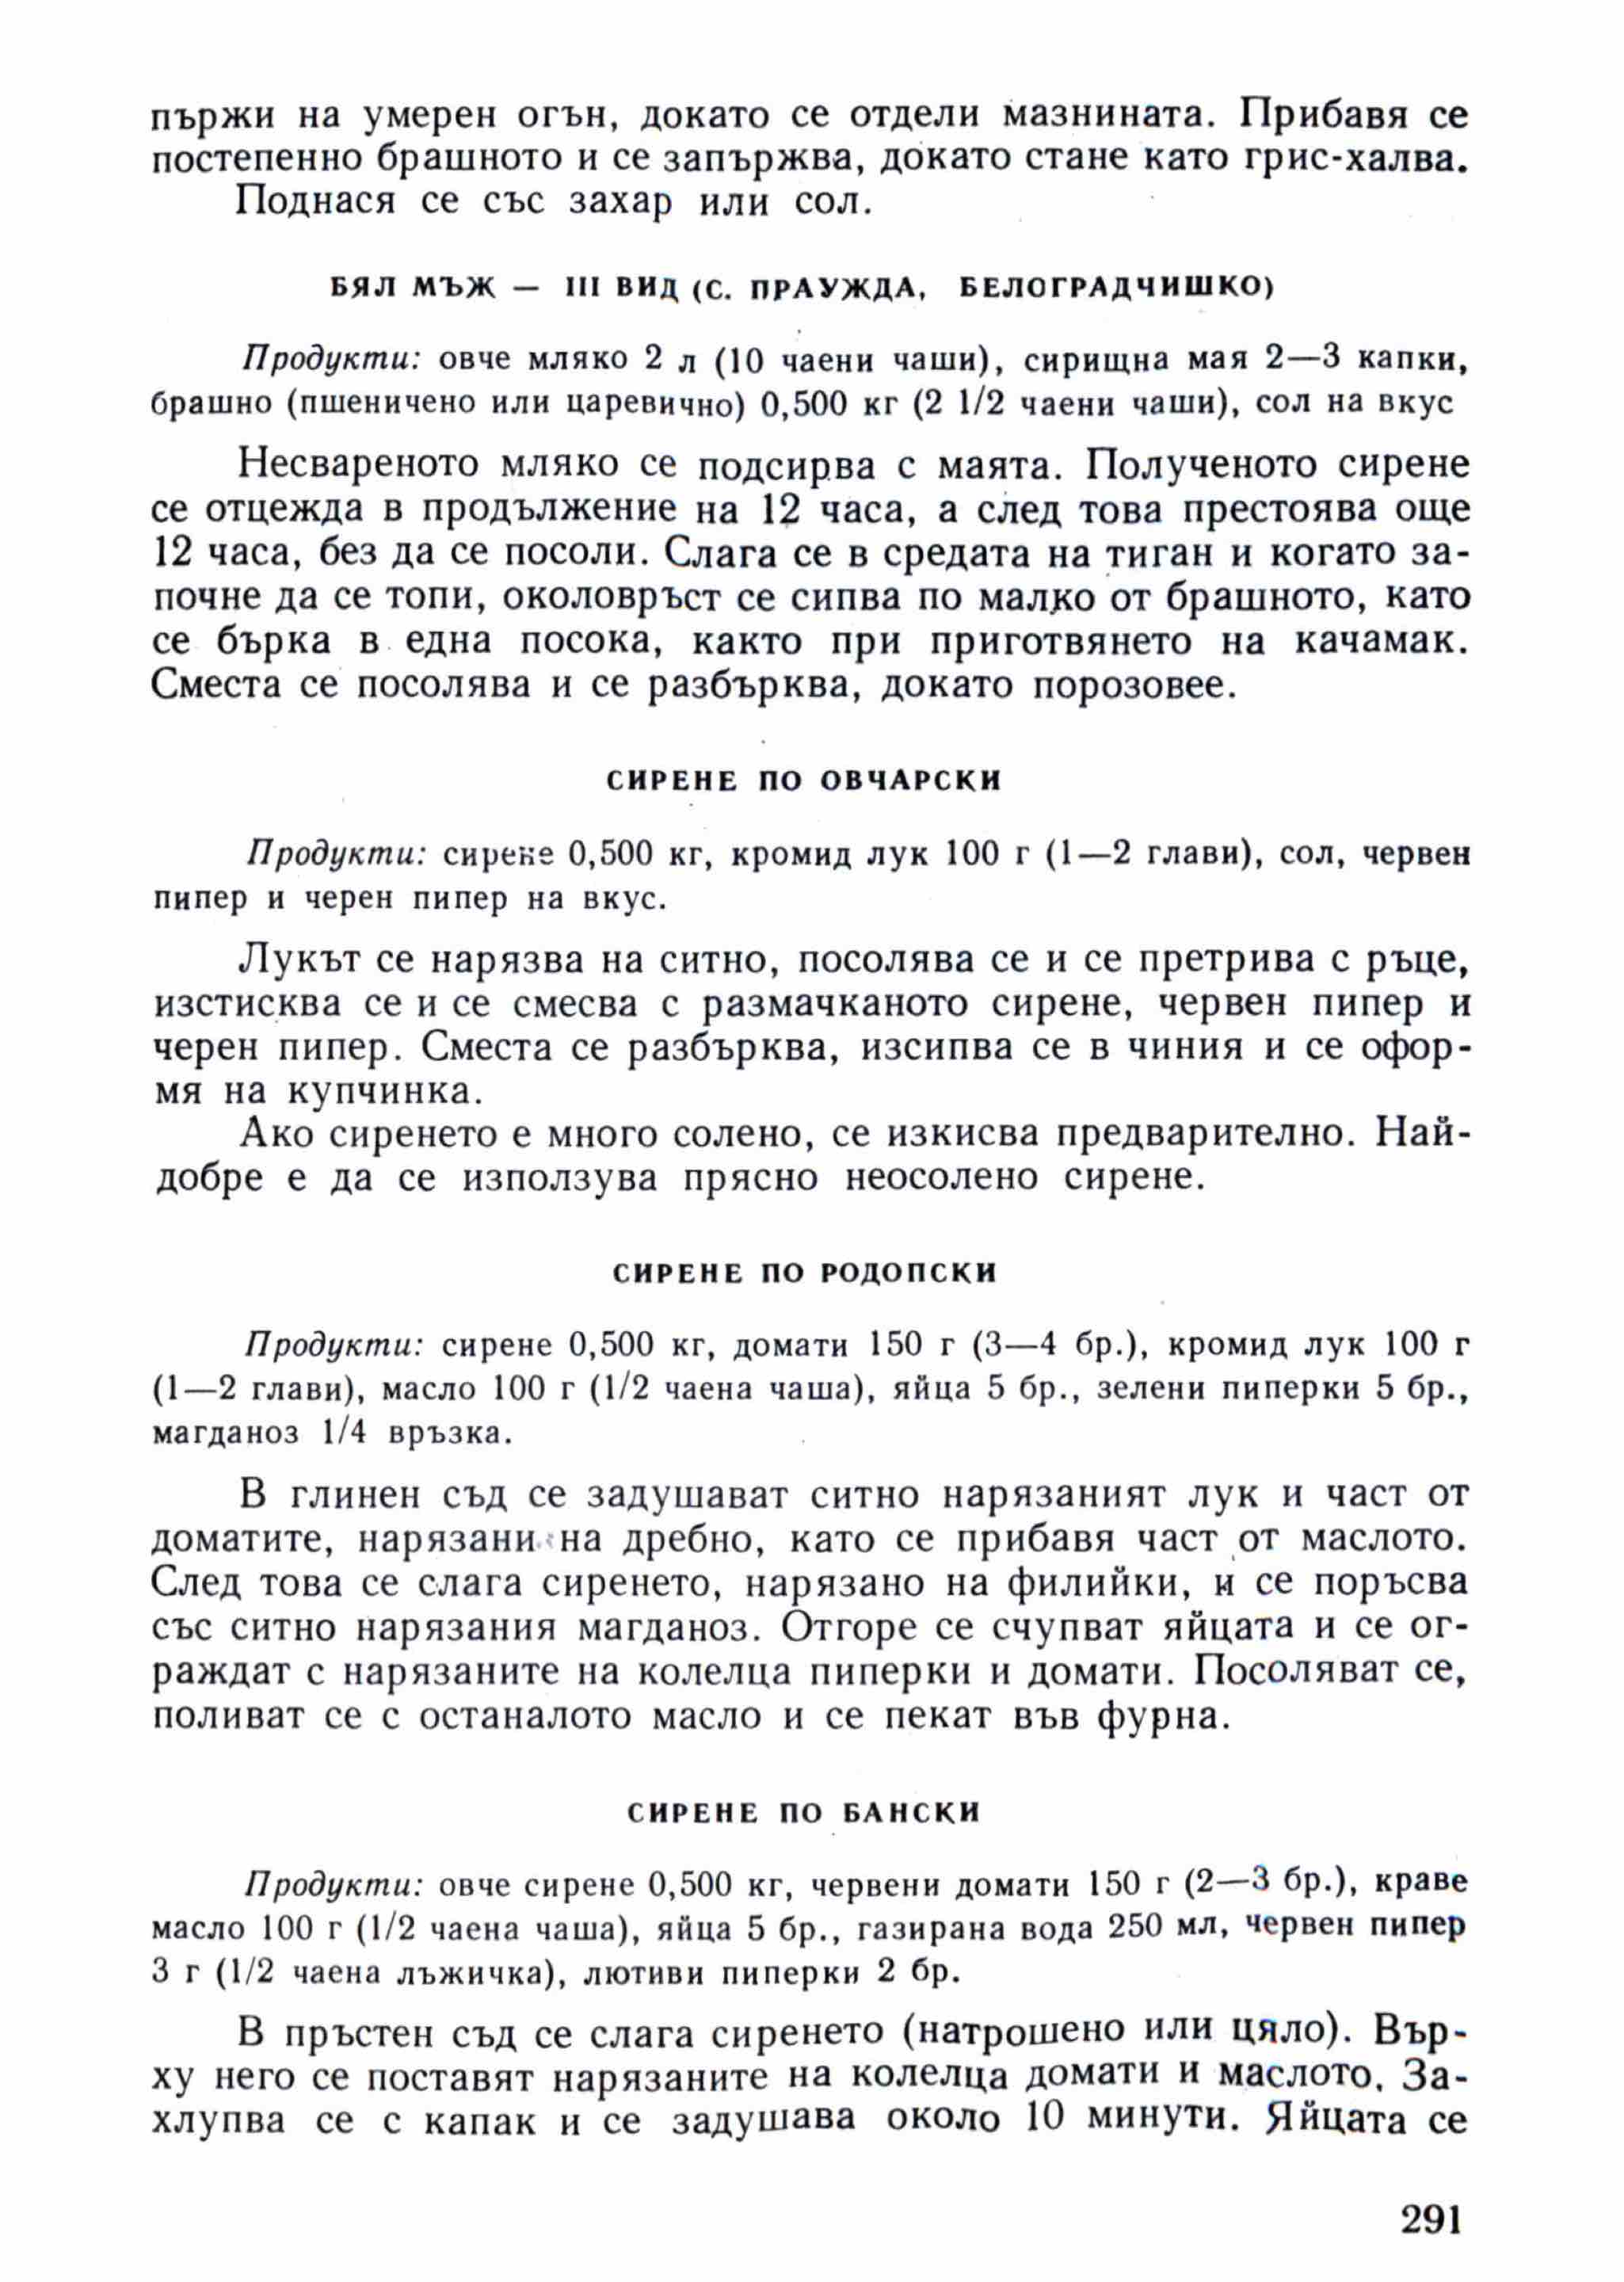 пържи на умерен огън, докато се отдели мазнината. Прибавя се
постепенно брашното и се запържва, докато стане като грис-халва.
Поднася се със захар или сол.
БЯЛ МЪЖ — III ВИД (С. ПРАУЖДА, БЕЛОГРАДЧИШКО)
Продукти: овче мляко 2 л (10 чаени чаши), сирищна мая 2—3 капки,
брашно (пшеничено или царевично) 0,500 кг (2 1/2 чаени чаши), сол на вкус
Несвареното мляко се подсирва с маята. Полученото сирене
се отцежда в продължение на 12 часа, а след това престоява още
12 часа, без да се посоли. Слага се в средата на тиган и когато за-
почне да се топи, околовръст се сипва по малко от брашното, като
се бърка в една посока, както при приготвянето на качамак.
Сместа се посолява и се разбърква, докато порозовее.
СИРЕНЕ ПО ОВЧАРСКИ
Продукти: сирене 0,500 кг, кромид лук 100 г (1—2 глави), сол, червен
пипер и черен пипер на вкус.
Лукът се нарязва на ситно, посолява се и се претрива с ръце,
изстисква се и се смесва с размачканото сирене, червен пипер и
черен пипер. Сместа се разбърква, изсипва се в чиния и се офор-
мя на купчинка.
Ако сиренето е много солено, се изкисва предварително. Най-
добре е да се използува прясно неосолено сирене.
СИРЕНЕ ПО РОДОПСКИ
Продукти: сирене 0,500 кг, домати 150 г (3—4 бр.), кромид лук 100 г
(1—2 глави), масло 100 г (1/2 чаена чаша), яйца 5 бр., зелени пиперки 5 бр.,
магданоз 1/4 връзка.
В глинен съд се задушават ситно нарязаният лук и част от
доматите, нарязани на дребно, като се прибавя част от маслото.
След това се слага сиренето, нарязано на филийки, и се поръсва
със ситно нарязания магданоз. Отгоре се счупват яйцата и се ог-
раждат с нарязаните на колелца пиперки и домати. Посоляват се,
поливат се с останалото масло и се пекат във фурна.
СИРЕНЕ ПО БАНСКИ
Продукти: овче сирене 0,500 кг, червени домати 150 г (2—3 бр.), краве
масло 100 г (1/2 чаена чаша), яйца 5 бр., газирана вода 250 мл, червен пипер
3 г (1/2 чаена лъжичка), лютиви пиперки 2 бр.
В пръстен съд се слага сиренето (натрошено или цяло). Вър-
ху него се поставят нарязаните на колелца домати и маслото. За-
хлупва се с капак и се задушава около 10 минути. Яйцата се
291